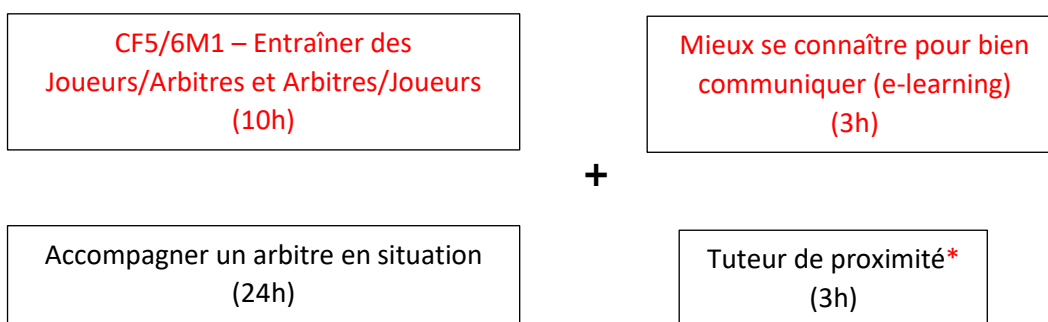 CF5/6M1 – Entraîner des
Joueurs/Arbitres et Arbitres/Joueurs
(10h)
Mieux se connaître pour bien
communiquer (e-learning)
(3h)
+
Accompagner un arbitre en situation
(24h)
Tuteur de proximité*
(3h)